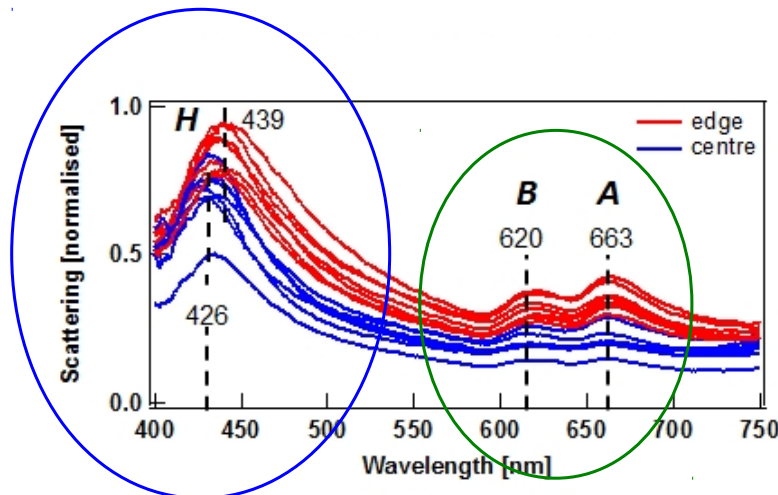 1.0
H
439
edge
centre
B
A
620
663
0.5
426
0.0
400
450
500
550
600
650
700
750
Scattering [normalised]
Wavelength [nm]